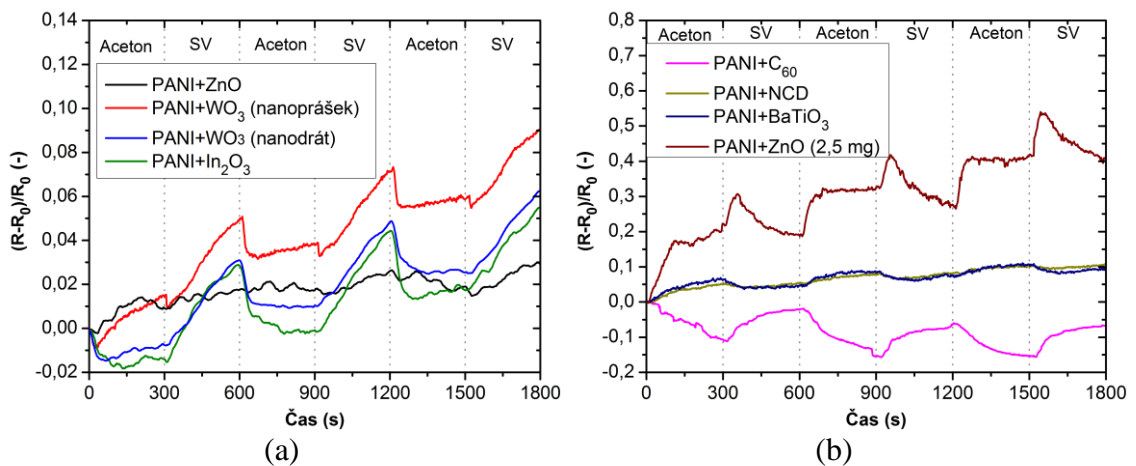 0,14
0,12
0,10
0,08
0,06
0,04
0,02
0,00
-0,02
(R-R₀)/R₀ (-)
Aceton SV Aceton SV Aceton SV
PANI+ZnO
PANI+WO₃ (nanoprášek)
PANI+WO₃ (nanodrát)
PANI+In₂O₃
0 300 600 900 1200 1500 1800
Čas (s)
(a)
0,8
0,7
0,6
0,5
0,4
0,3
0,2
0,1
0,0
-0,1
-0,2
(R-R₀)/R₀ (-)
Aceton SV Aceton SV Aceton SV
PANI+C₆₀
PANI+NCD
PANI+BaTiO₃
PANI+ZnO (2,5 mg)
0 300 600 900 1200 1500 1800
Čas (s)
(b)